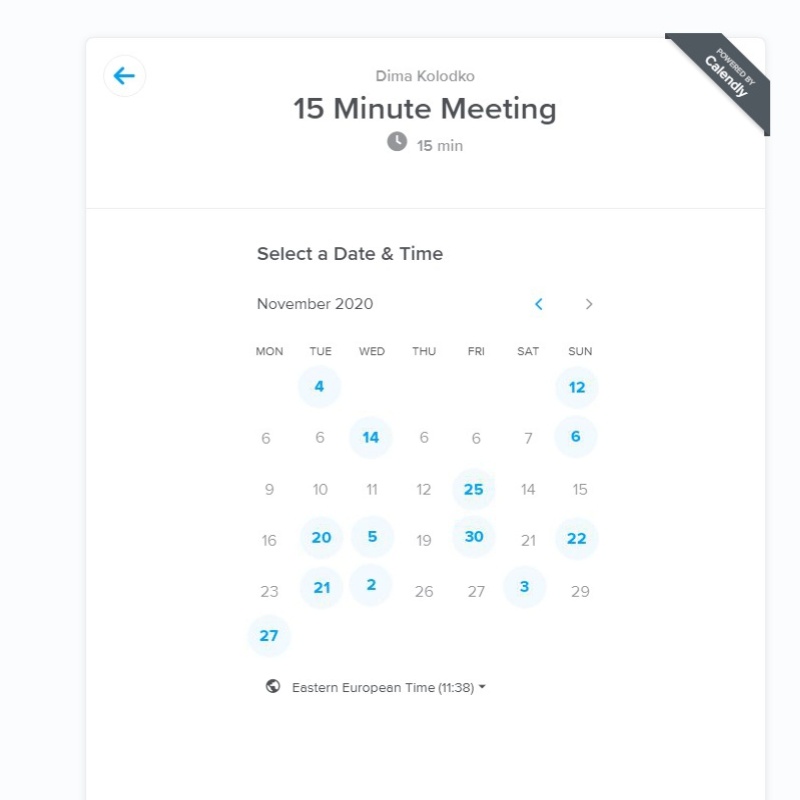 POWERED BY
Calendly
Dima Kolodko
15 Minute Meeting
15 min
Select a Date & Time
November 2020
MON TUE WED THU FRI SAT SUN
4 12
6 6 14 6 6 7 6
9 10 11 12 25 14 15
16 20 5 19 30 21 22
23 21 2 26 27 3 29
27
Eastern European Time (11:38)